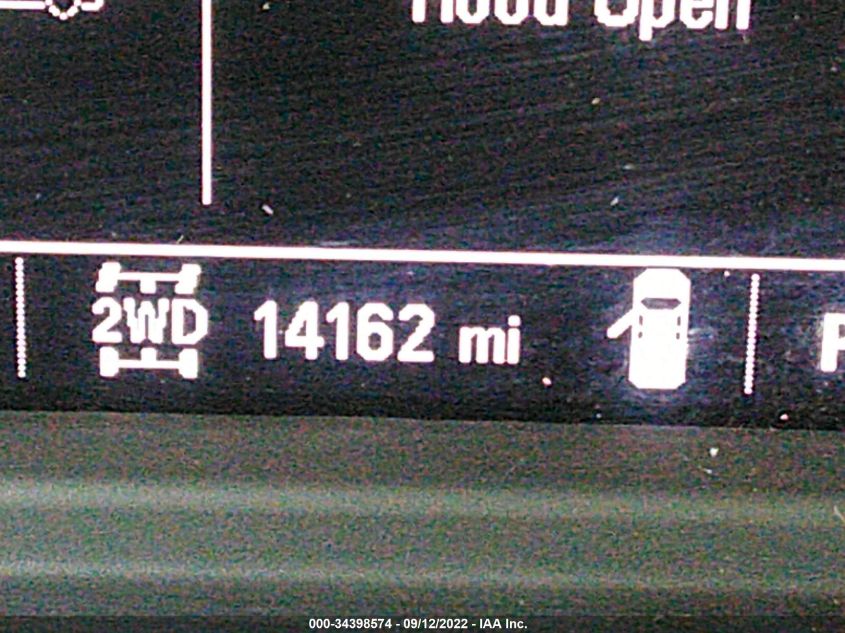 Hood Open
2WD 14162 mi P
000-34398574 - 09/12/2022 - IAA Inc.